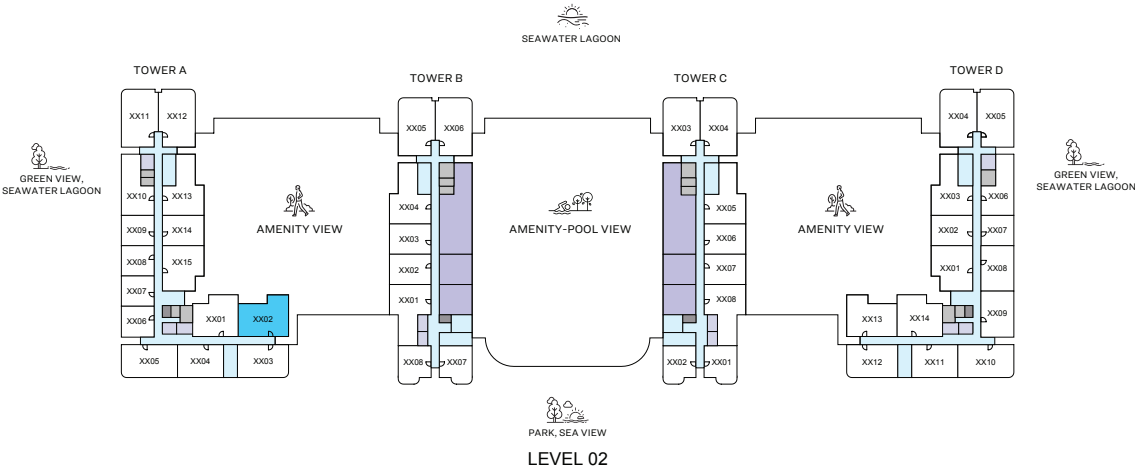 SEAWATER LAGOON
TOWER A
TOWER B
TOWER C
TOWER D
XX11
XX12
XX05
XX06
XX03
XX04
XX04
XX05
GREEN VIEW,
SEAWATER LAGOON
GREEN VIEW,
SEAWATER LAGOON
XX10
XX13
XX04
XX05
XX03
XX06
AMENITY VIEW
AMENITY-POOL VIEW
AMENITY VIEW
XX09
XX14
XX03
XX06
XX02
XX07
XX08
XX15
XX02
XX07
XX01
XX08
XX07
XX01
XX08
XX06
XX01
XX02
XX13
XX14
XX09
XX05
XX04
XX03
XX08
XX07
XX02
XX01
XX12
XX11
XX10
PARK, SEA VIEW
LEVEL 02